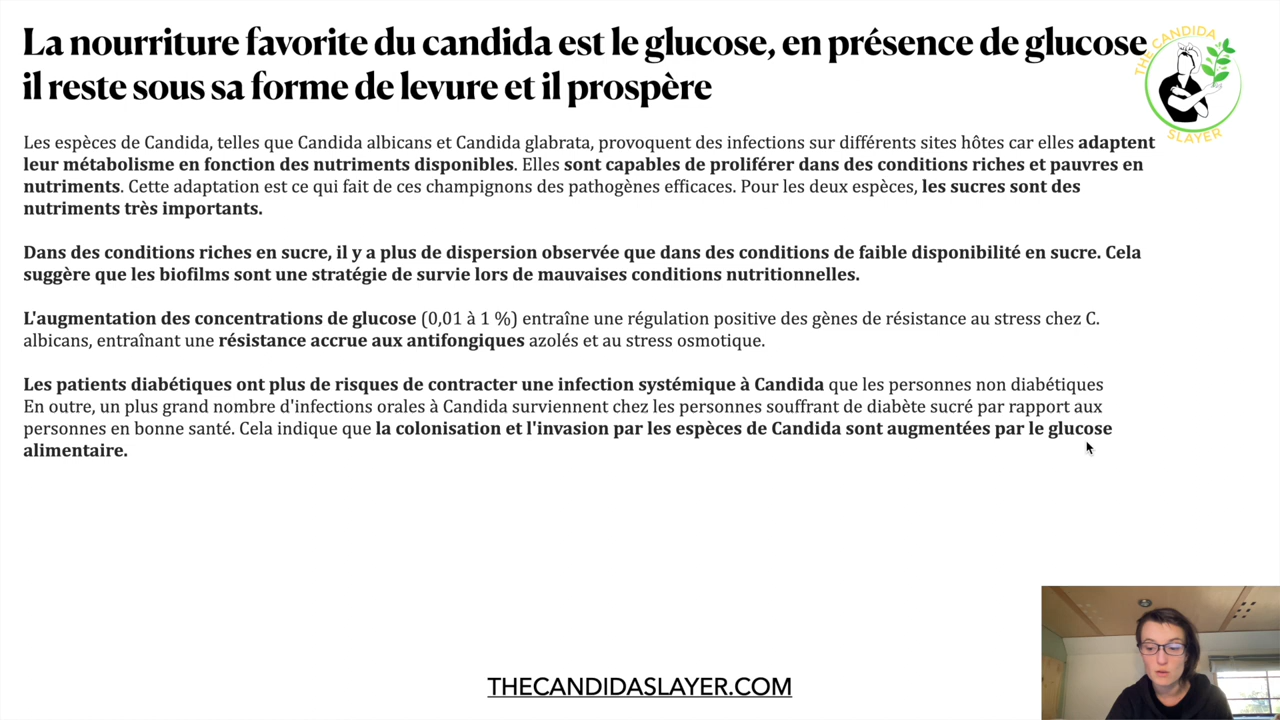 La nourriture favorite du candida est le glucose, en présence de glucose
il reste sous sa forme de levure et il prospère
THE CANDIDA
SLAYER
Les espèces de Candida, telles que Candida albicans et Candida glabrata, provoquent des infections sur différents sites hôtes car elles adaptent
leur métabolisme en fonction des nutriments disponibles. Elles sont capables de proliférer dans des conditions riches et pauvres en
nutriments. Cette adaptation est ce qui fait de ces champignons des pathogènes efficaces. Pour les deux espèces, les sucres sont des
nutriments très importants.
Dans des conditions riches en sucre, il y a plus de dispersion observée que dans des conditions de faible disponibilité en sucre. Cela
suggère que les biofilms sont une stratégie de survie lors de mauvaises conditions nutritionnelles.
L'augmentation des concentrations de glucose (0,01 à 1 %) entraîne une régulation positive des gènes de résistance au stress chez C.
albicans, entraînant une résistance accrue aux antifongiques azolés et au stress osmotique.
Les patients diabétiques ont plus de risques de contracter une infection systémique à Candida que les personnes non diabétiques
En outre, un plus grand nombre d'infections orales à Candida surviennent chez les personnes souffrant de diabète sucré par rapport aux
personnes en bonne santé. Cela indique que la colonisation et l'invasion par les espèces de Candida sont augmentées par le glucose
alimentaire.
THECANDIDASLAYER.COM